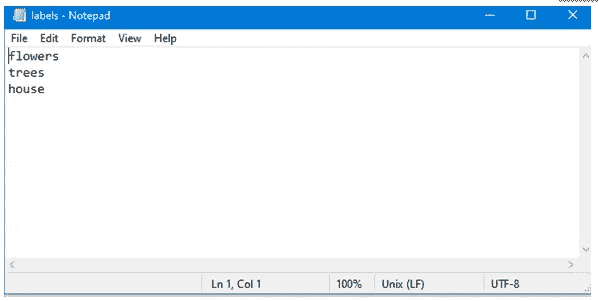 labels - Notepad
File Edit Format View Help
flowers
trees
house
Ln 1, Col 1 100% Unix (LF) UTF-8